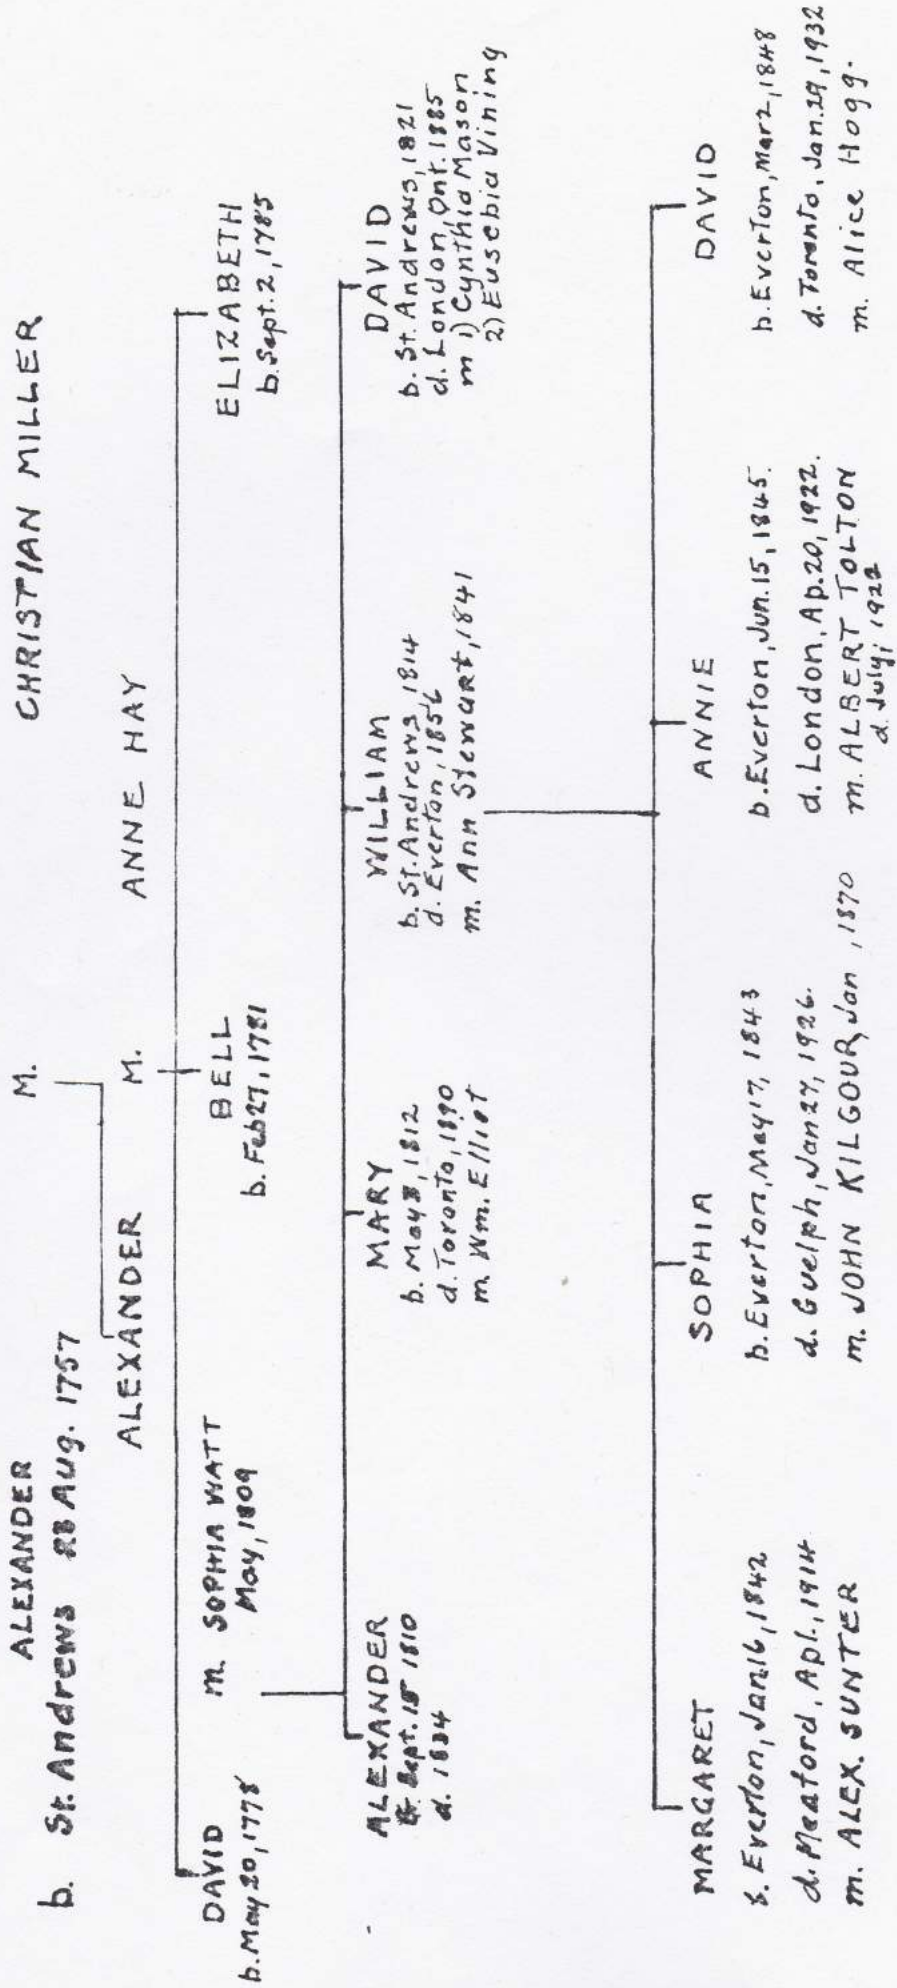 ALEXANDER M. CHRISTIAN MILLER
b. St. Andrews 28 Aug. 1757
ALEXANDER M. ANNE HAY
DAVID
b. May 20, 1778
m. SOPHIA WATT
May, 1809
BELL
b. Feb 27, 1781
ELIZABETH
b. Sept. 2, 1785
ALEXANDER
b. Sept. 15 1810
d. 1834
MARY
b. May 8, 1812
d. Toronto, 1890
m. Wm. Elliot
WILLIAM
b. St. Andrews, 1814
d. Everton, 1856
m. Ann Stewart, 1841
DAVID
b. St. Andrews, 1821
d. London, Ont. 1885
m 1) Cynthia Mason
2) Eusebia Vining
MARGARET
b. Everton, Jan. 16, 1842
d. Meaford, Apl., 1914
m. ALEX. SUNTER
SOPHIA
b. Everton, May 17, 1843
d. Guelph, Jan 27, 1926.
m. JOHN KILGOUR, Jan, 1870
ANNIE
b. Everton, Jun. 15, 1845.
d. London, Ap. 20, 1922.
m. ALBERT TOLTON
d. July, 1922
DAVID
b. Everton, Mar 2, 1848
d. Toronto, Jan. 29, 1932
m. Alice Hogg.